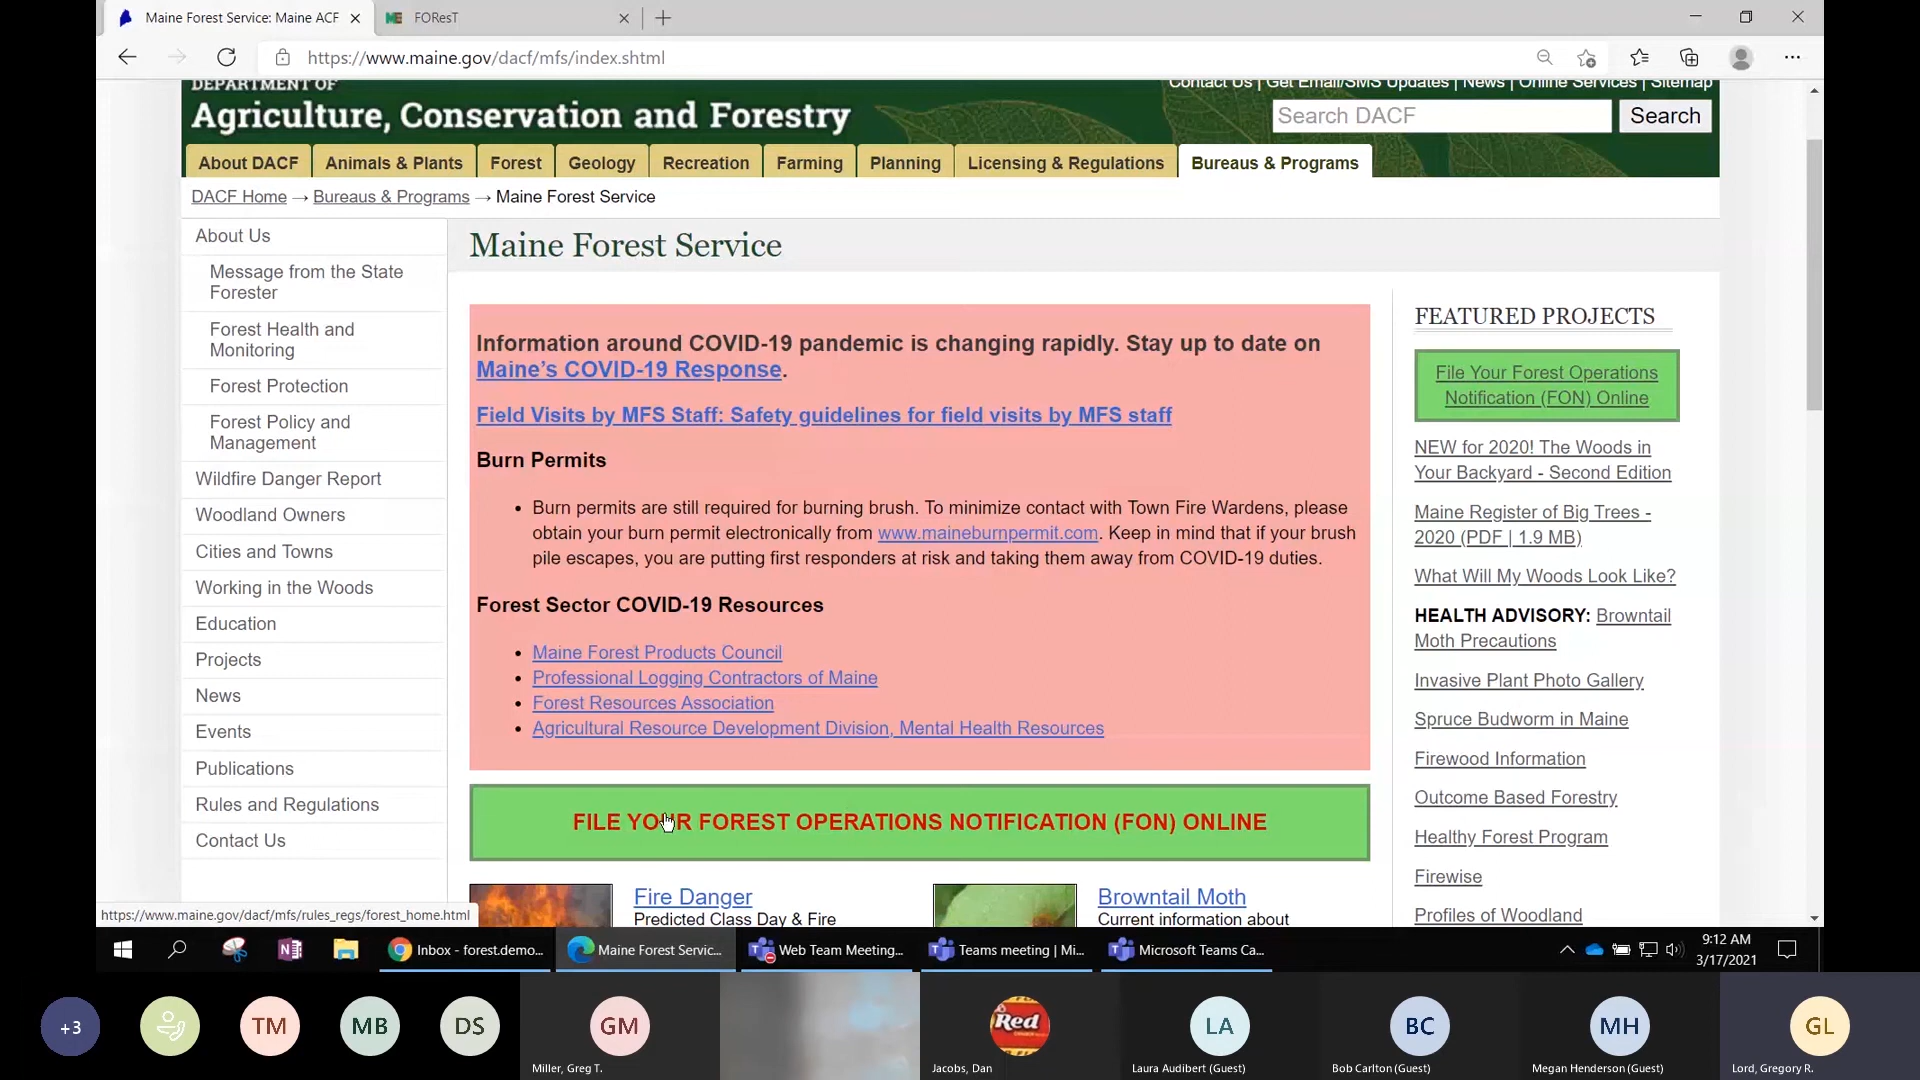 Maine Forest Service: Maine ACF
FOResT
https://www.maine.gov/dacf/mfs/index.shtml
DEPARTMENT OF
Agriculture, Conservation and Forestry
Contact Us | Get Email/SMS Updates | News | Online Services | Sitemap
Search DACF
Search
About DACF
Animals & Plants
Forest
Geology
Recreation
Farming
Planning
Licensing & Regulations
Bureaus & Programs
DACF Home → Bureaus & Programs → Maine Forest Service
About Us
Message from the State
Forester
Forest Health and
Monitoring
Forest Protection
Forest Policy and
Management
Wildfire Danger Report
Woodland Owners
Cities and Towns
Working in the Woods
Education
Projects
News
Events
Publications
Rules and Regulations
Contact Us
Maine Forest Service
Information around COVID-19 pandemic is changing rapidly. Stay up to date on
Maine's COVID-19 Response.
Field Visits by MFS Staff: Safety guidelines for field visits by MFS staff
Burn Permits
• Burn permits are still required for burning brush. To minimize contact with Town Fire Wardens, please
obtain your burn permit electronically from www.maineburnpermit.com. Keep in mind that if your brush
pile escapes, you are putting first responders at risk and taking them away from COVID-19 duties.
Forest Sector COVID-19 Resources
• Maine Forest Products Council
• Professional Logging Contractors of Maine
• Forest Resources Association
• Agricultural Resource Development Division, Mental Health Resources
FILE YOUR FOREST OPERATIONS NOTIFICATION (FON) ONLINE
Fire Danger
Predicted Class Day & Fire
Browntail Moth
Current information about
FEATURED PROJECTS
File Your Forest Operations
Notification (FON) Online
NEW for 2020! The Woods in
Your Backyard - Second Edition
Maine Register of Big Trees -
2020 (PDF | 1.9 MB)
What Will My Woods Look Like?
HEALTH ADVISORY: Browntail
Moth Precautions
Invasive Plant Photo Gallery
Spruce Budworm in Maine
Firewood Information
Outcome Based Forestry
Healthy Forest Program
Firewise
Profiles of Woodland
https://www.maine.gov/dacf/mfs/rules_regs/forest_home.html
Inbox - forest.demo...
Maine Forest Servic...
Web Team Meeting...
Teams meeting | Mi...
Microsoft Teams Ca...
9:12 AM
3/17/2021
+3
TM
MB
DS
GM
Miller, Greg T.
Red
Jacobs, Dan
LA
Laura Audibert (Guest)
BC
Bob Carlton (Guest)
MH
Megan Henderson (Guest)
GL
Lord, Gregory R.